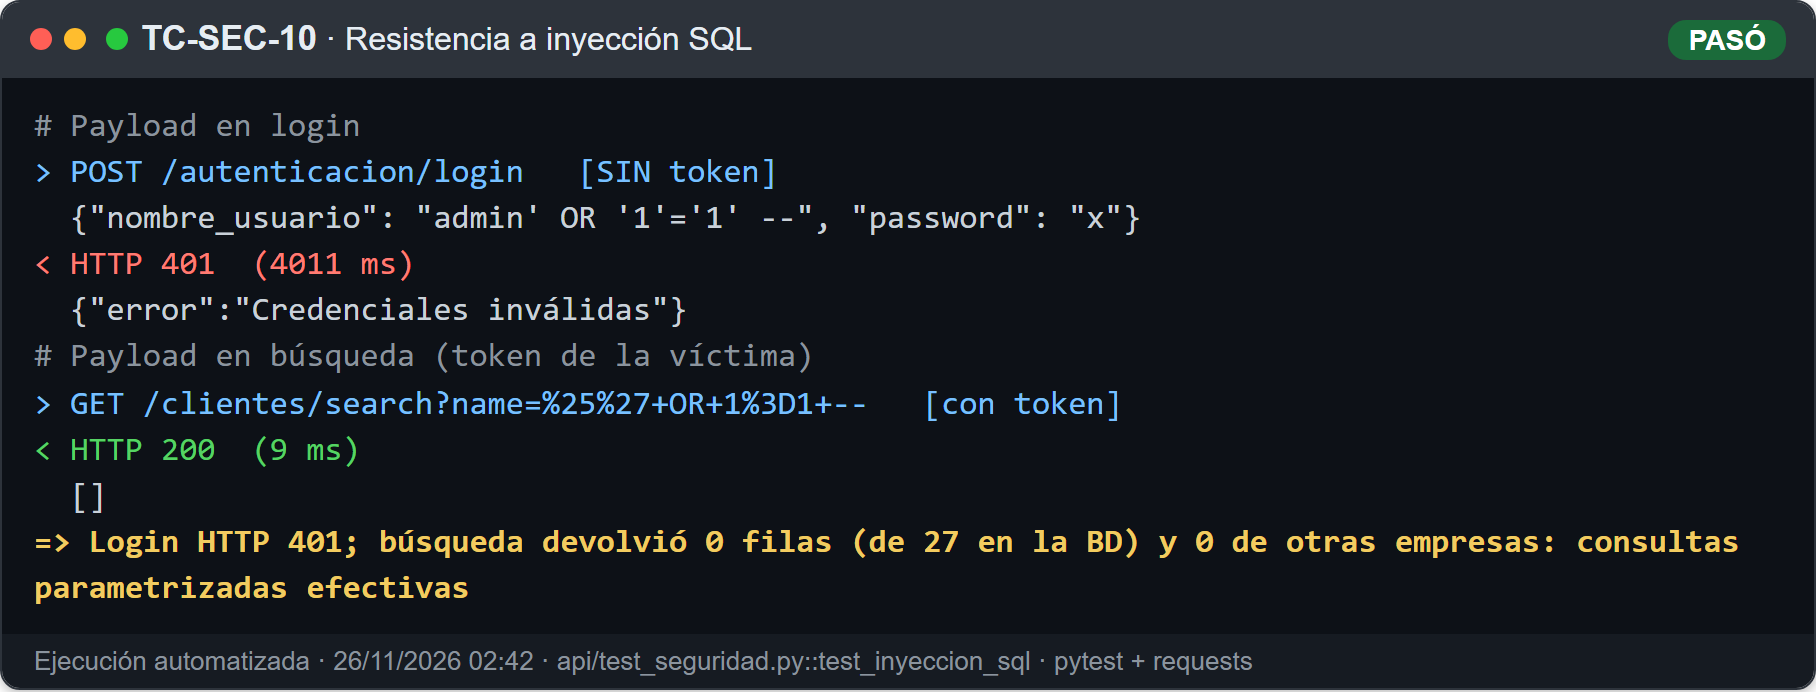 TC-SEC-10 · Resistencia a inyección SQL
PASÓ
# Payload en login
> POST /autenticacion/login   [SIN token]
{"nombre_usuario": "admin' OR '1'='1' --", "password": "x"}
< HTTP 401  (4011 ms)
{"error":"Credenciales inválidas"}
# Payload en búsqueda (token de la víctima)
> GET /clientes/search?name=%25%27+OR+1%3D1+--   [con token]
< HTTP 200  (9 ms)
[]
=> Login HTTP 401; búsqueda devolvió 0 filas (de 27 en la BD) y 0 de otras empresas: consultas
parametrizadas efectivas
Ejecución automatizada · 26/11/2026 02:42 · api/test_seguridad.py::test_inyeccion_sql · pytest + requests